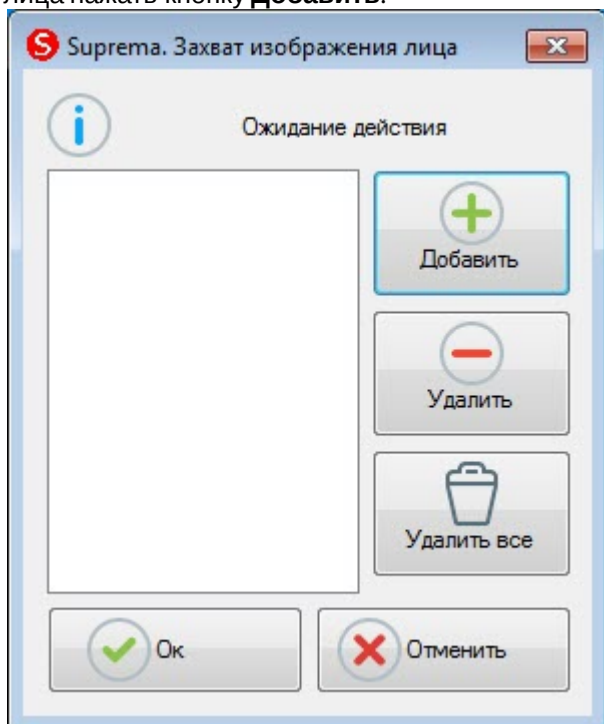 лица нажать кнопку Добавить.
Suprema. Захват изображения лица
Ожидание действия
Добавить
Удалить
Удалить все
Ок
Отменить